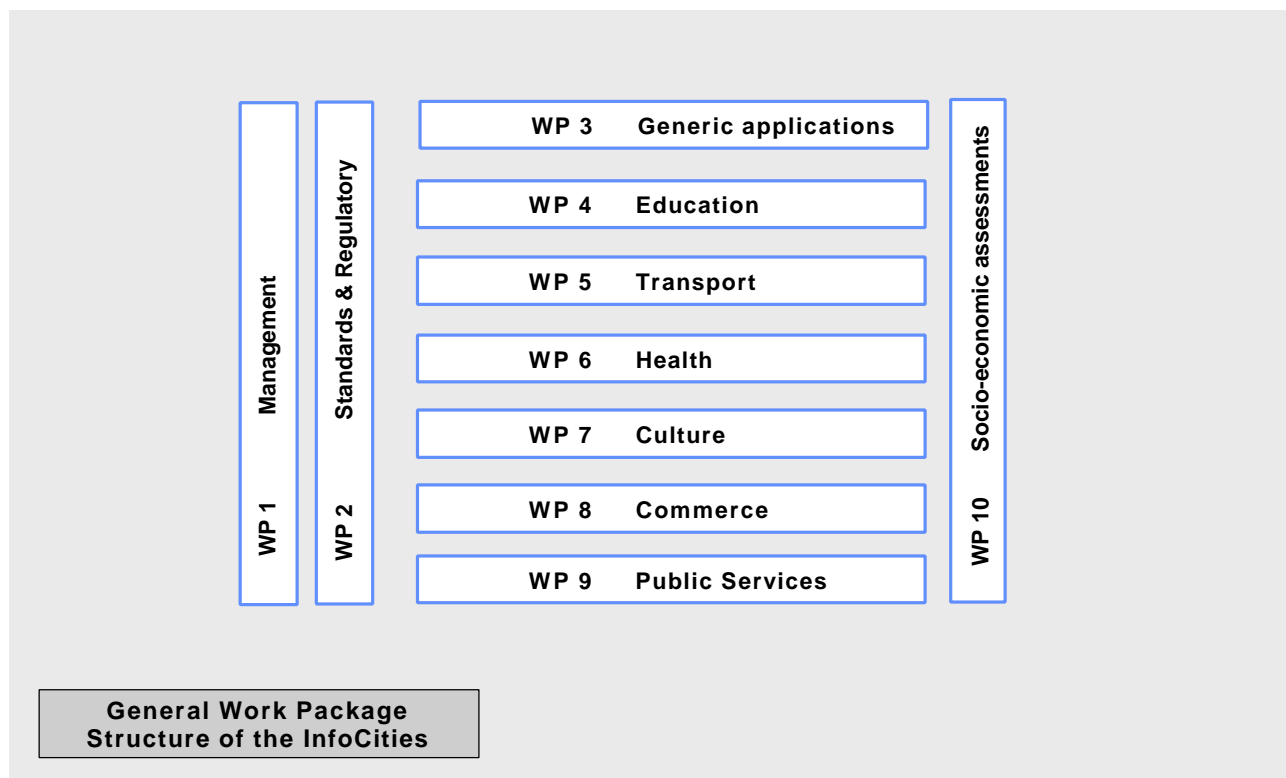 WP 1 Management
WP 2 Standards & Regulatory
WP 3 Generic applications
WP 4 Education
WP 5 Transport
WP 6 Health
WP 7 Culture
WP 8 Commerce
WP 9 Public Services
WP 10 Socio-economic assessments
General Work Package
Structure of the InfoCities